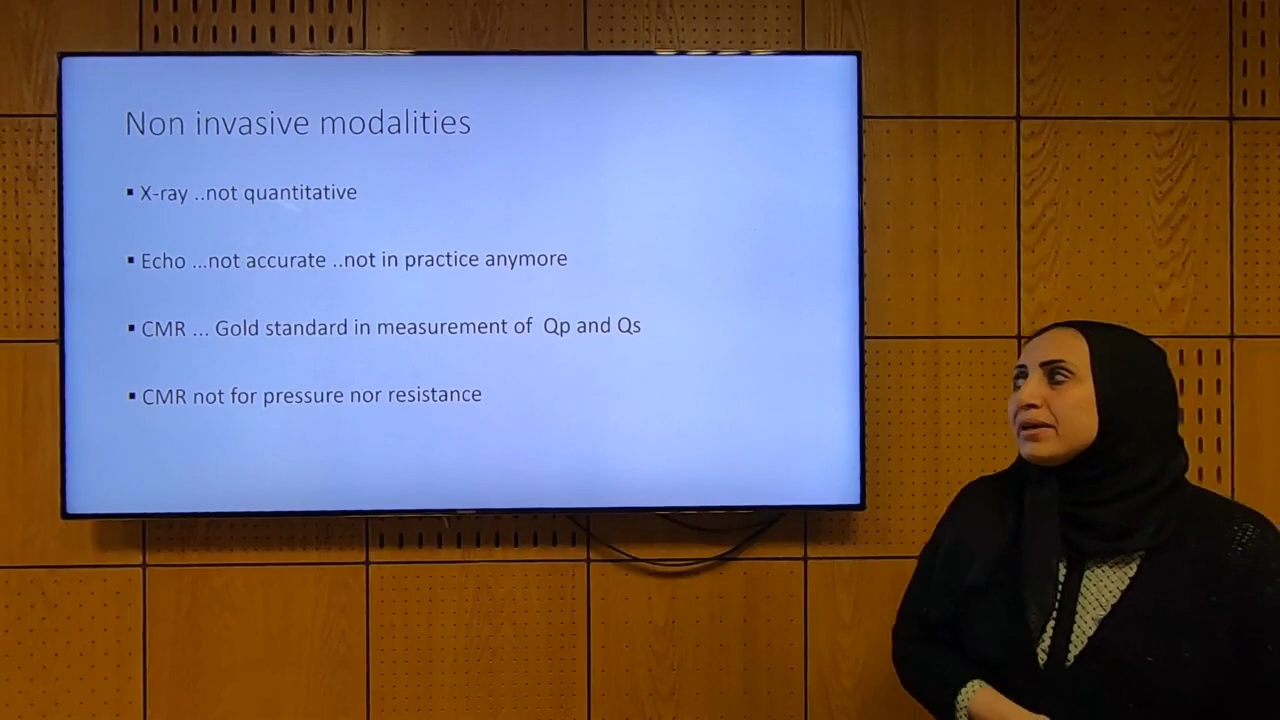 Non invasive modalities
▪ X-ray ..not quantitative
▪ Echo ...not accurate ..not in practice anymore
▪ CMR ... Gold standard in measurement of Qp and Qs
▪ CMR not for pressure nor resistance